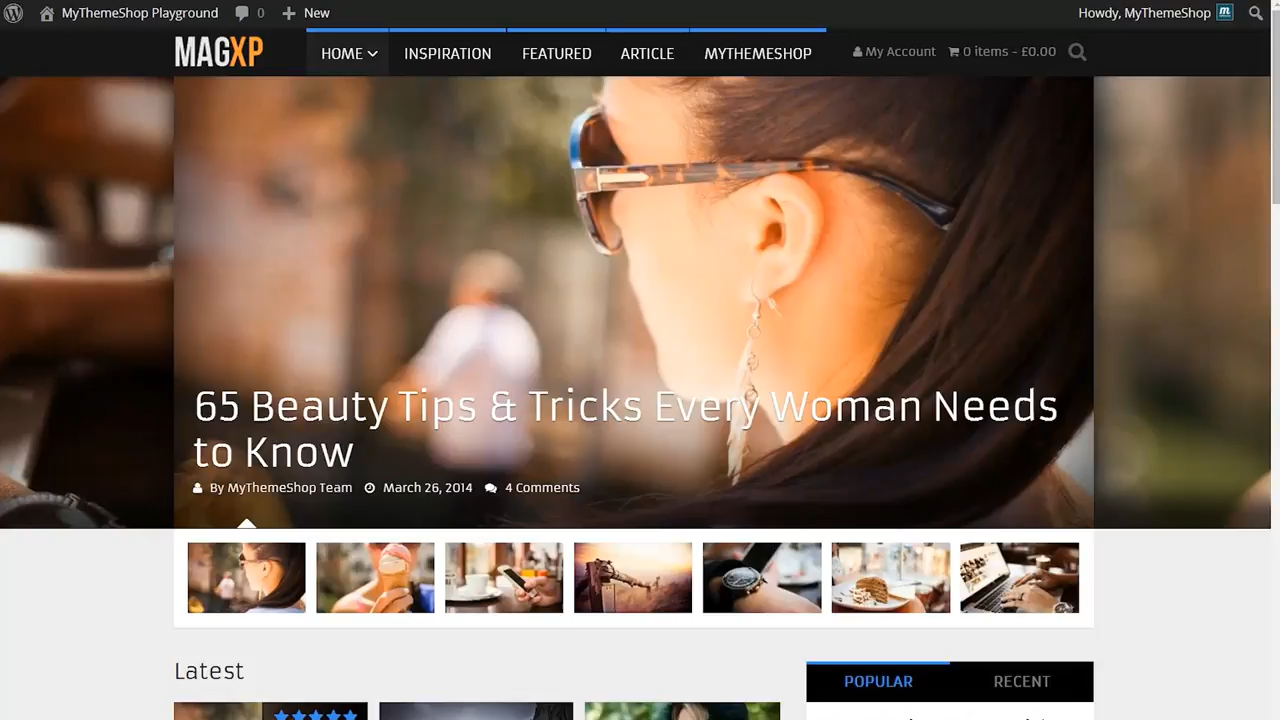 MyThemeShop Playground 0 New Howdy, MyThemeShop m
MAGXP HOME INSPIRATION FEATURED ARTICLE MYTHEMESHOP My Account 0 items - £0.00
65 Beauty Tips & Tricks Every Woman Needs
to Know
By MyThemeShop Team March 26, 2014 4 Comments
Latest
POPULAR RECENT